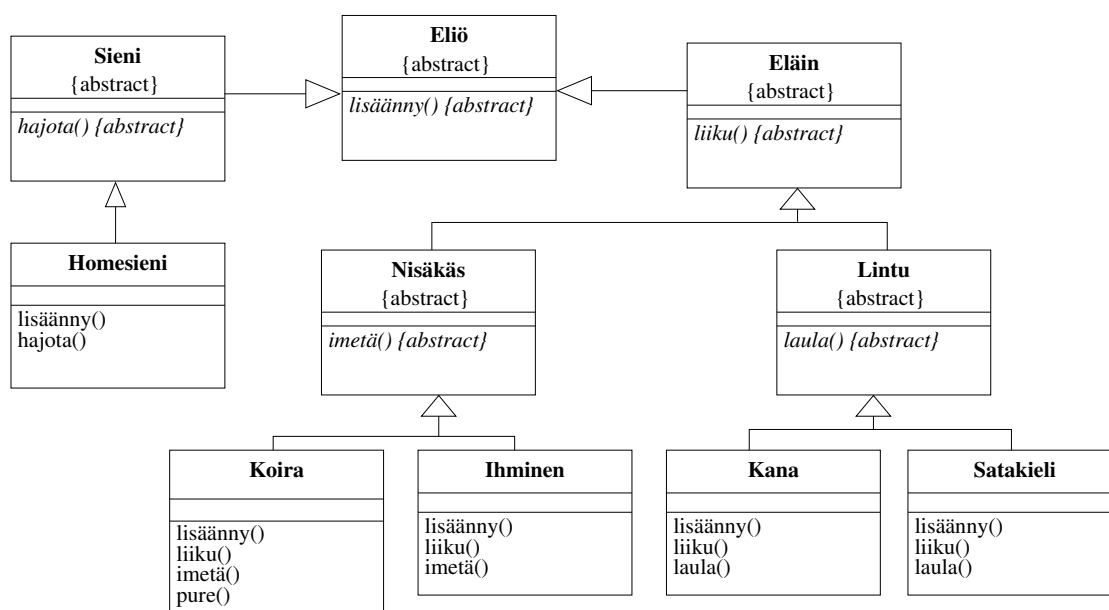 Sieni
{abstract}
hajota() {abstract}
Eliö
{abstract}
lisäänny() {abstract}
Eläin
{abstract}
liiku() {abstract}
Homesieni
lisäänny()
hajota()
Nisäkäs
{abstract}
imetä() {abstract}
Lintu
{abstract}
laula() {abstract}
Koira
lisäänny()
liiku()
imetä()
pure()
Ihminen
lisäänny()
liiku()
imetä()
Kana
lisäänny()
liiku()
laula()
Satakieli
lisäänny()
liiku()
laula()